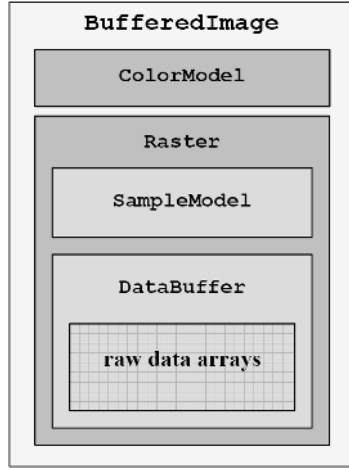 BufferedImage
ColorModel
Raster
SampleModel
DataBuffer
raw data arrays